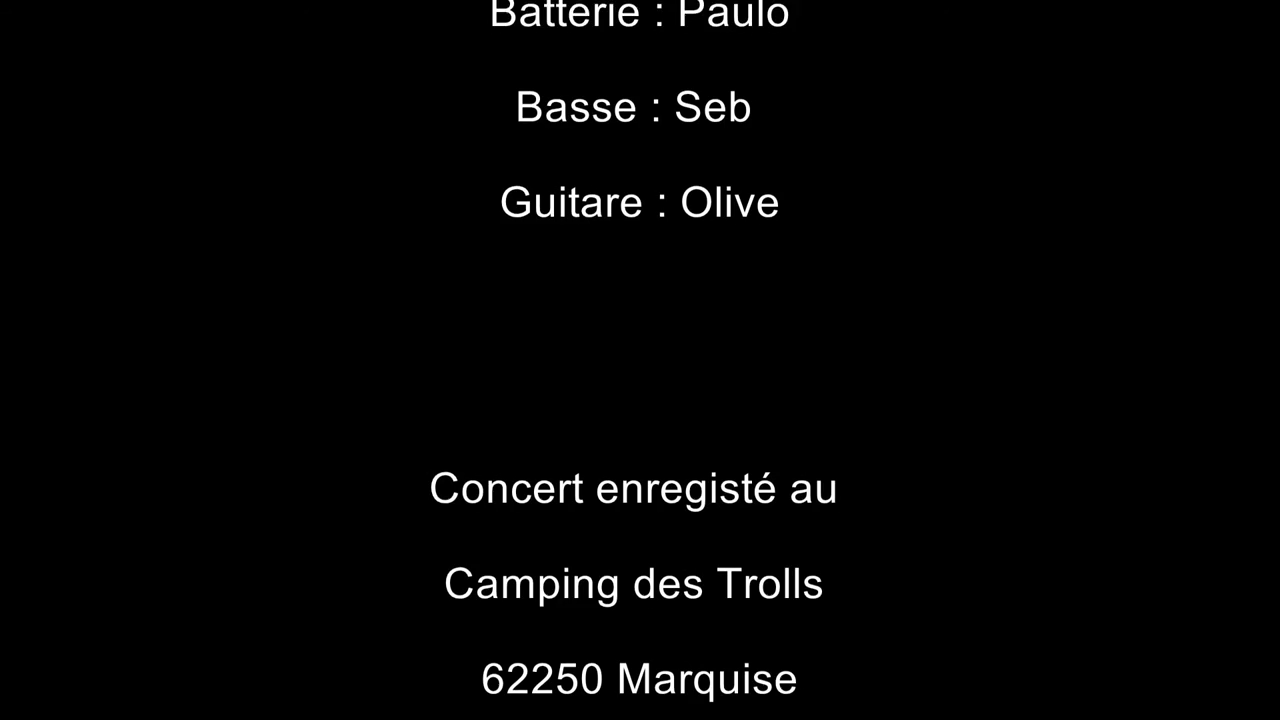 Batterie : Paulo
Basse : Seb
Guitare : Olive
Concert enregisté au
Camping des Trolls
62250 Marquise